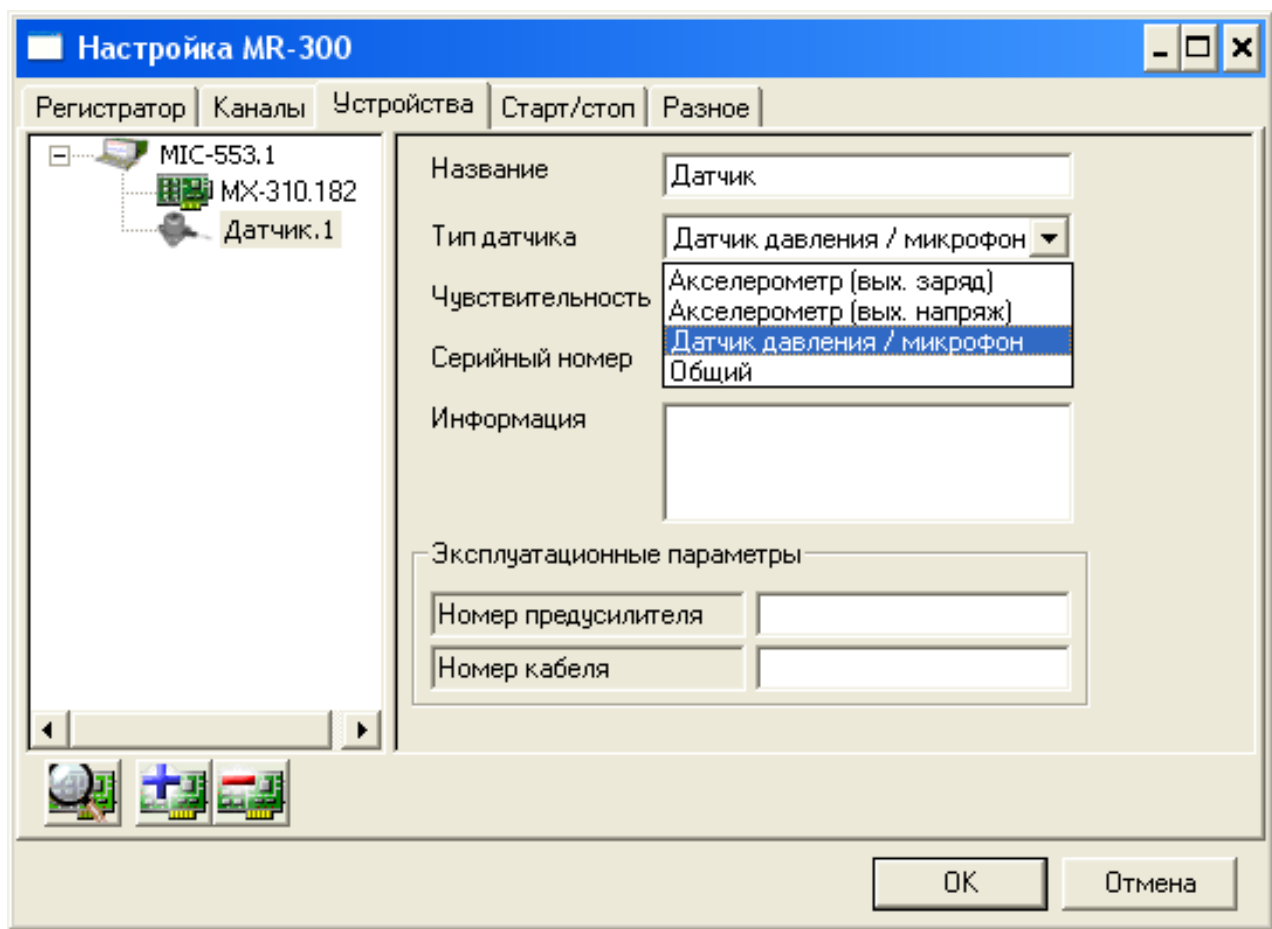 Настройка MR-300
Регистратор Каналы Устройства Старт/стоп Разное
MIC-553.1
MX-310.182
Датчик.1
Название Датчик
Тип датчика Датчик давления / микрофон
Акселерометр (вых. заряд)
Чувствительность
Акселерометр (вых. напряж)
Датчик давления / микрофон
Серийный номер
Общий
Информация
Эксплуатационные параметры
Номер предусилителя
Номер кабеля
OK Отмена